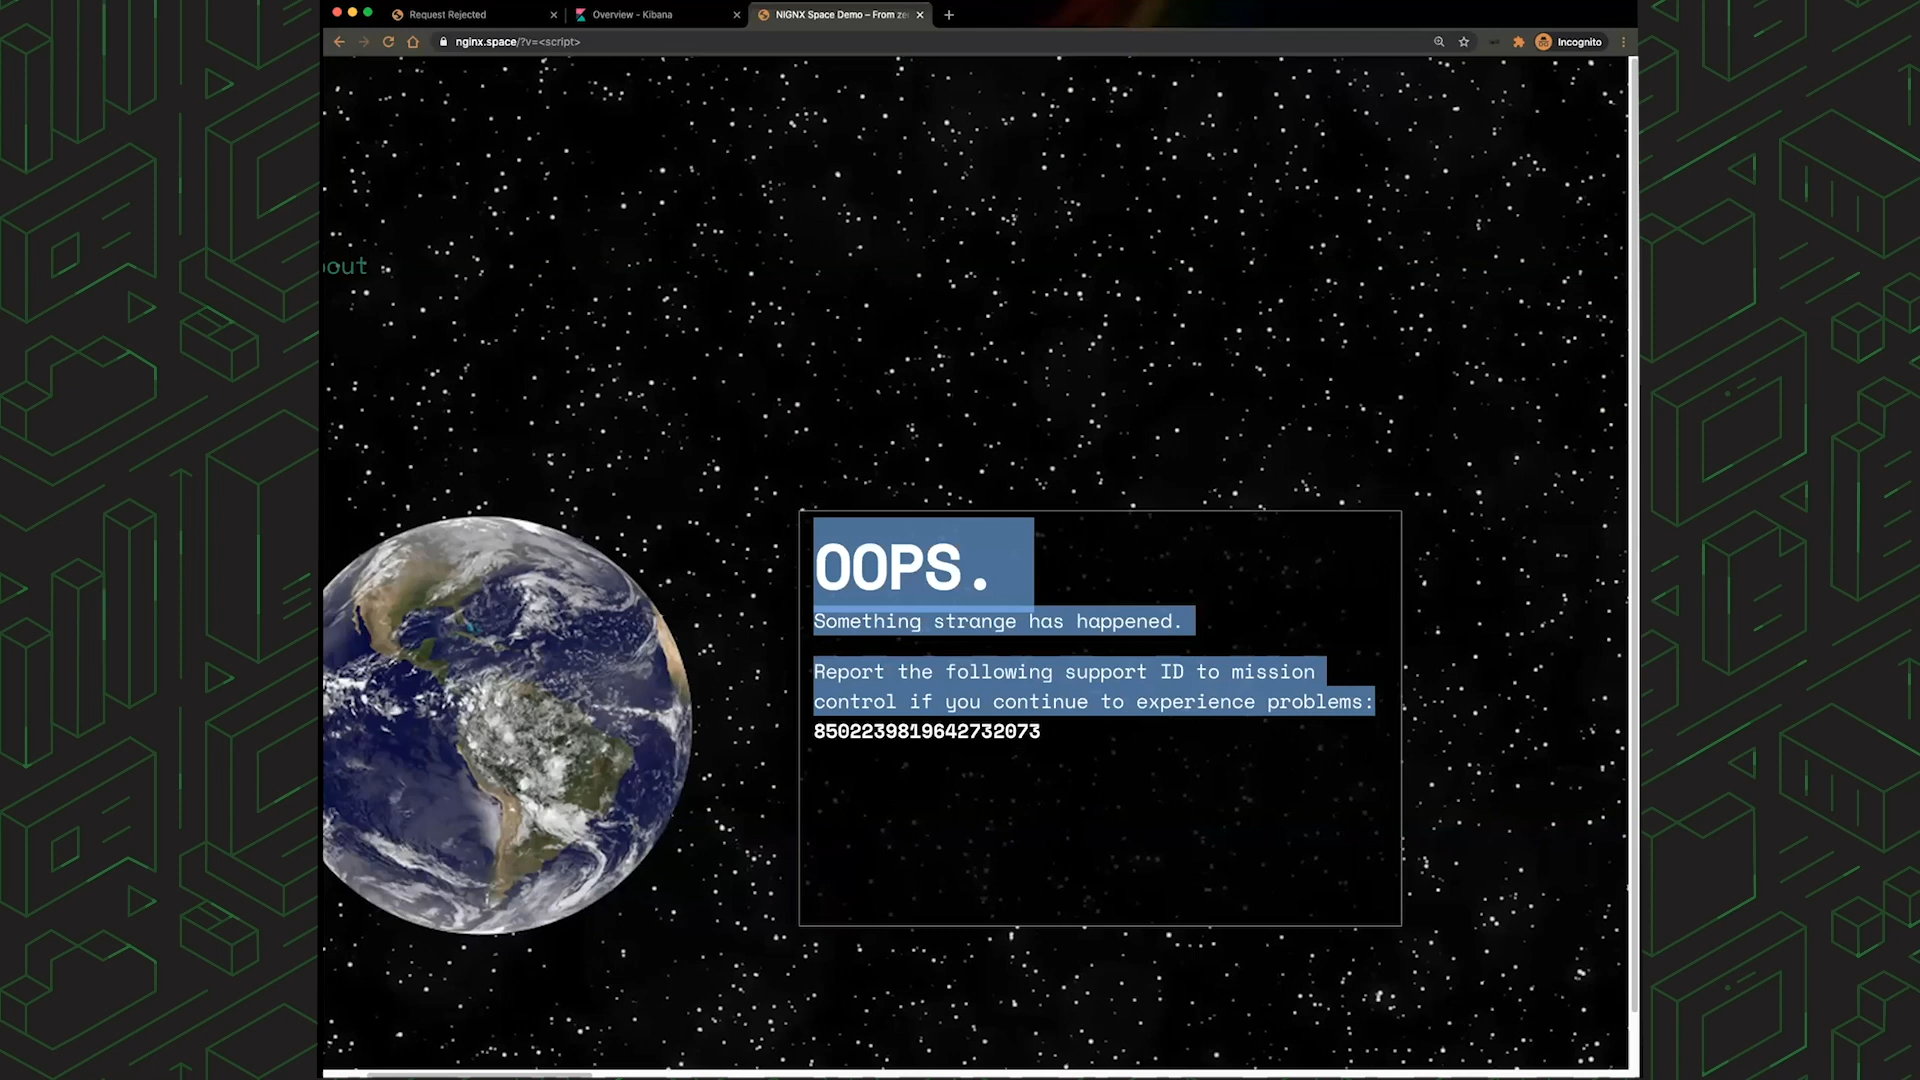 Request Rejected
Overview - Kibana
NIGNX Space Demo – From ze
nginx.space/?v=<script>
Incognito
out
OOPS.
Something strange has happened.
Report the following support ID to mission
control if you continue to experience problems:
8502239819642732073